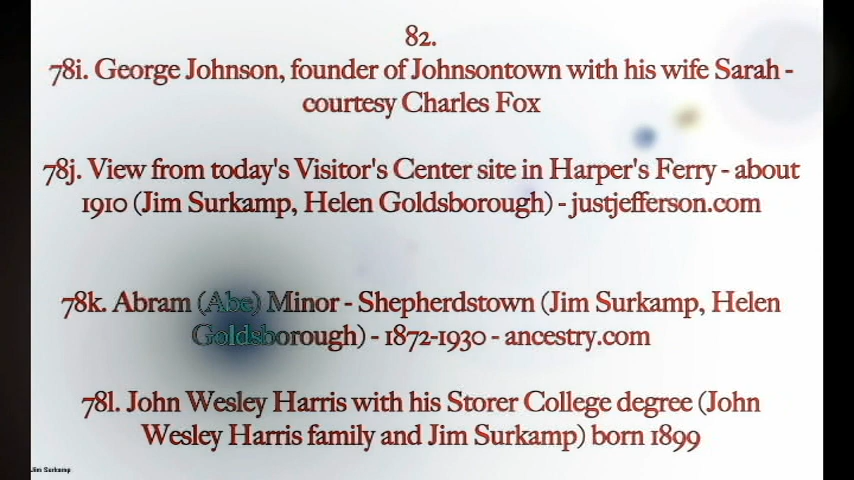 82.
78i. George Johnson, founder of Johnsontown with his wife Sarah -
courtesy Charles Fox
78j. View from today's Visitor's Center site in Harper's Ferry - about
1910 (Jim Surkamp, Helen Goldsborough) - justjefferson.com
78k. Abram (Abe) Minor - Shepherdstown (Jim Surkamp, Helen
Goldsborough) - 1872-1930 - ancestry.com
78l. John Wesley Harris with his Storer College degree (John
Wesley Harris family and Jim Surkamp) born 1899
Jim Surkamp